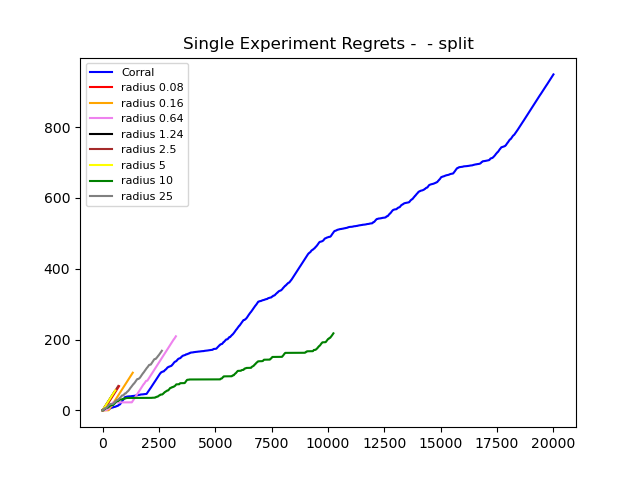 Single Experiment Regrets -  - split
Corral
radius 0.08
radius 0.16
radius 0.64
radius 1.24
radius 2.5
radius 5
radius 10
radius 25
800
600
400
200
0
0 2500 5000 7500 10000 12500 15000 17500 20000